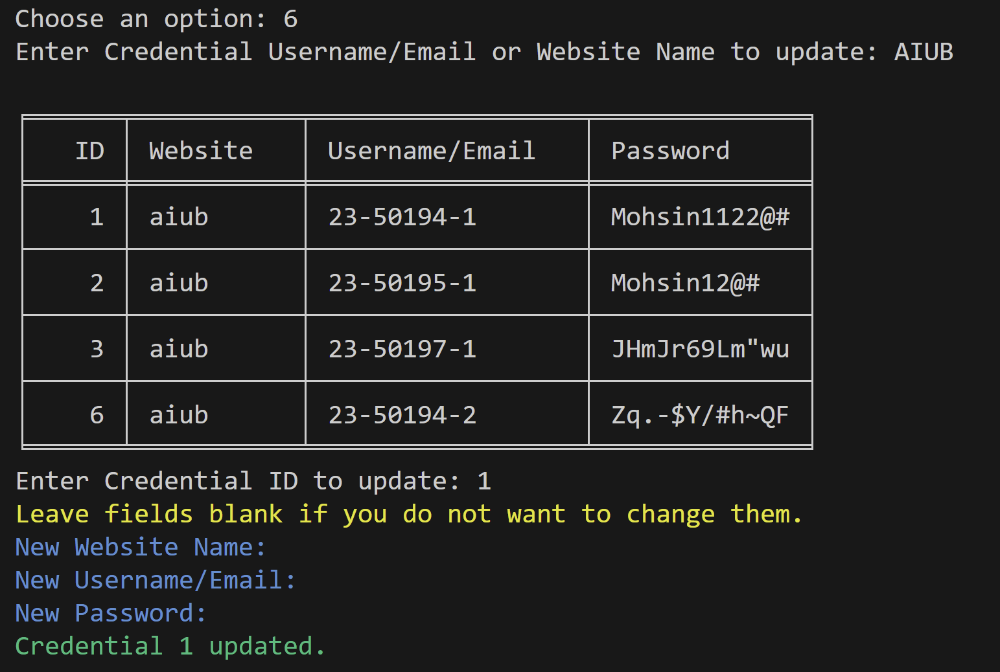 Choose an option: 6
Enter Credential Username/Email or Website Name to update: AIUB
ID Website Username/Email Password
1 aiub 23-50194-1 Mohsin1122@#
2 aiub 23-50195-1 Mohsin12@#
3 aiub 23-50197-1 JHmJr69Lm"wu
6 aiub 23-50194-2 Zq.-$Y/#h~QF
Enter Credential ID to update: 1
Leave fields blank if you do not want to change them.
New Website Name:
New Username/Email:
New Password:
Credential 1 updated.